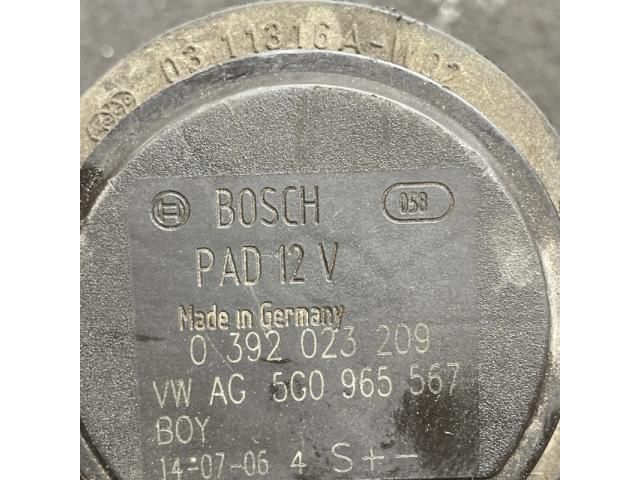 03 11316A-
BOSCH 058
PAD 12 V
Made in Germany
0 392 023 209
VW AG 5G0 965 567
BOY
14-07-06 4 S + -